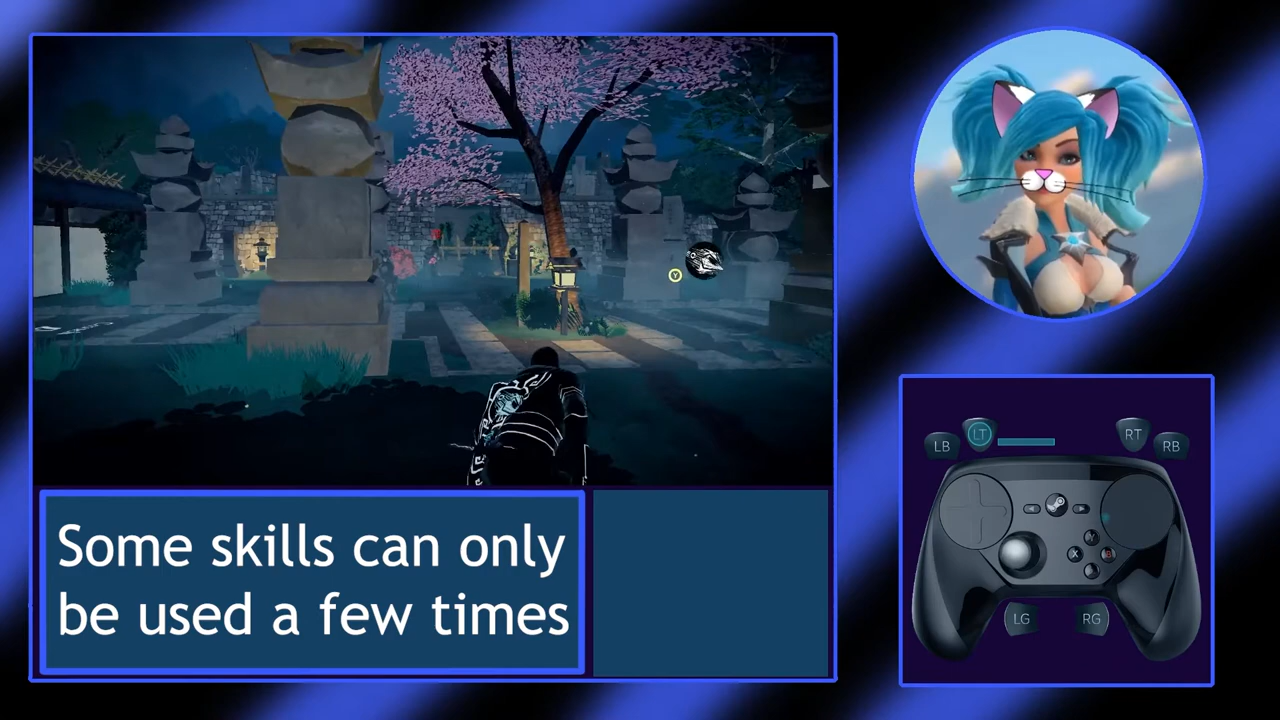 Y
Some skills can only
be used a few times
LB
LT
RT
RB
Y
X
B
LG
RG